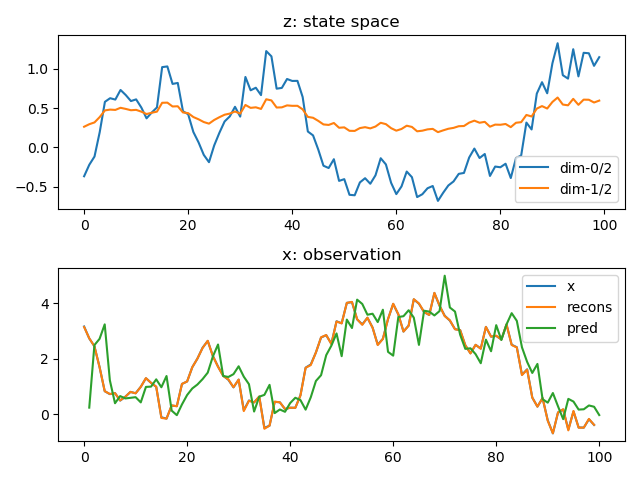 z: state space
1.0
0.5
0.0
−0.5
dim-0/2
dim-1/2
0 20 40 60 80 100
x: observation
4
2
0
x
recons
pred
0 20 40 60 80 100